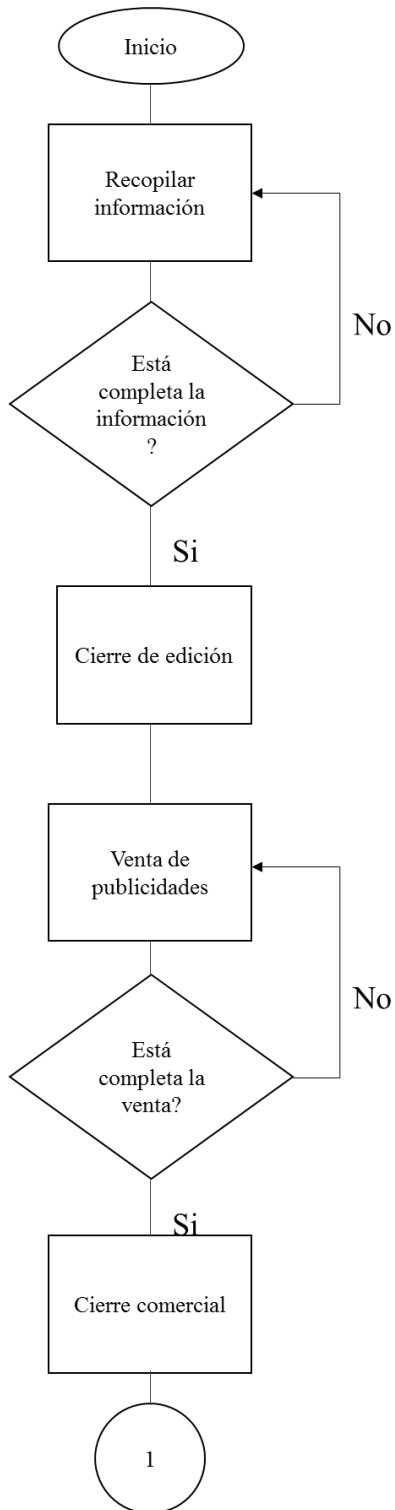 Inicio
Recopilar
información
No
Está
completa la
información
?
Si
Cierre de edición
Venta de
publicidades
No
Está
completa la
venta?
Si
Cierre comercial
1